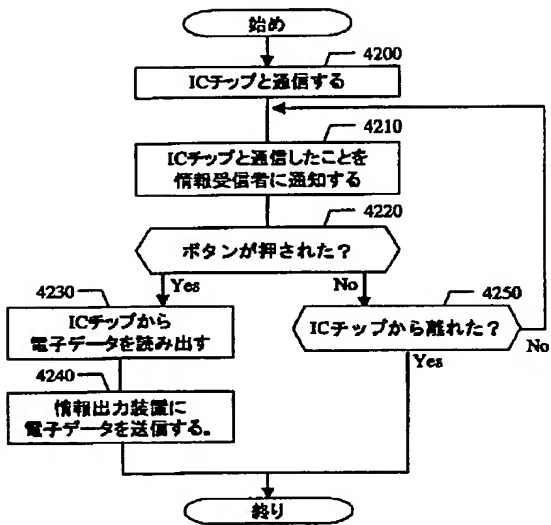 始め
4200
ICチップと通信する
4210
ICチップと通信したことを
情報受信者に通知する
4220
ボタンが押された？
Yes
No
4230
ICチップから
電子データを読み出す
4250
ICチップから離れた？
No
Yes
4240
情報出力装置に
電子データを送信する。
終り